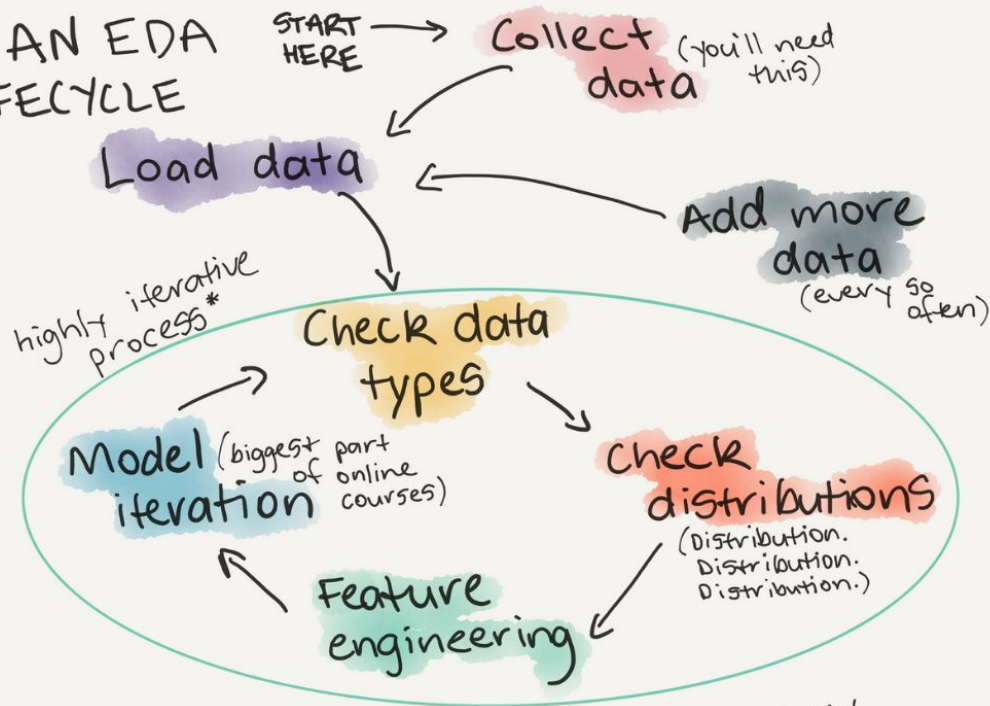 AN EDA
FECYCLE
START
HERE
Collect
data
(you'll need
this)
Load data
Add more
data
(every so
often)
highly iterative
process*
Check data
types
Model
iteration
(biggest part
of online
courses)
Check
distributions
(Distribution.
Distribution.
Distribution.)
Feature
engineering